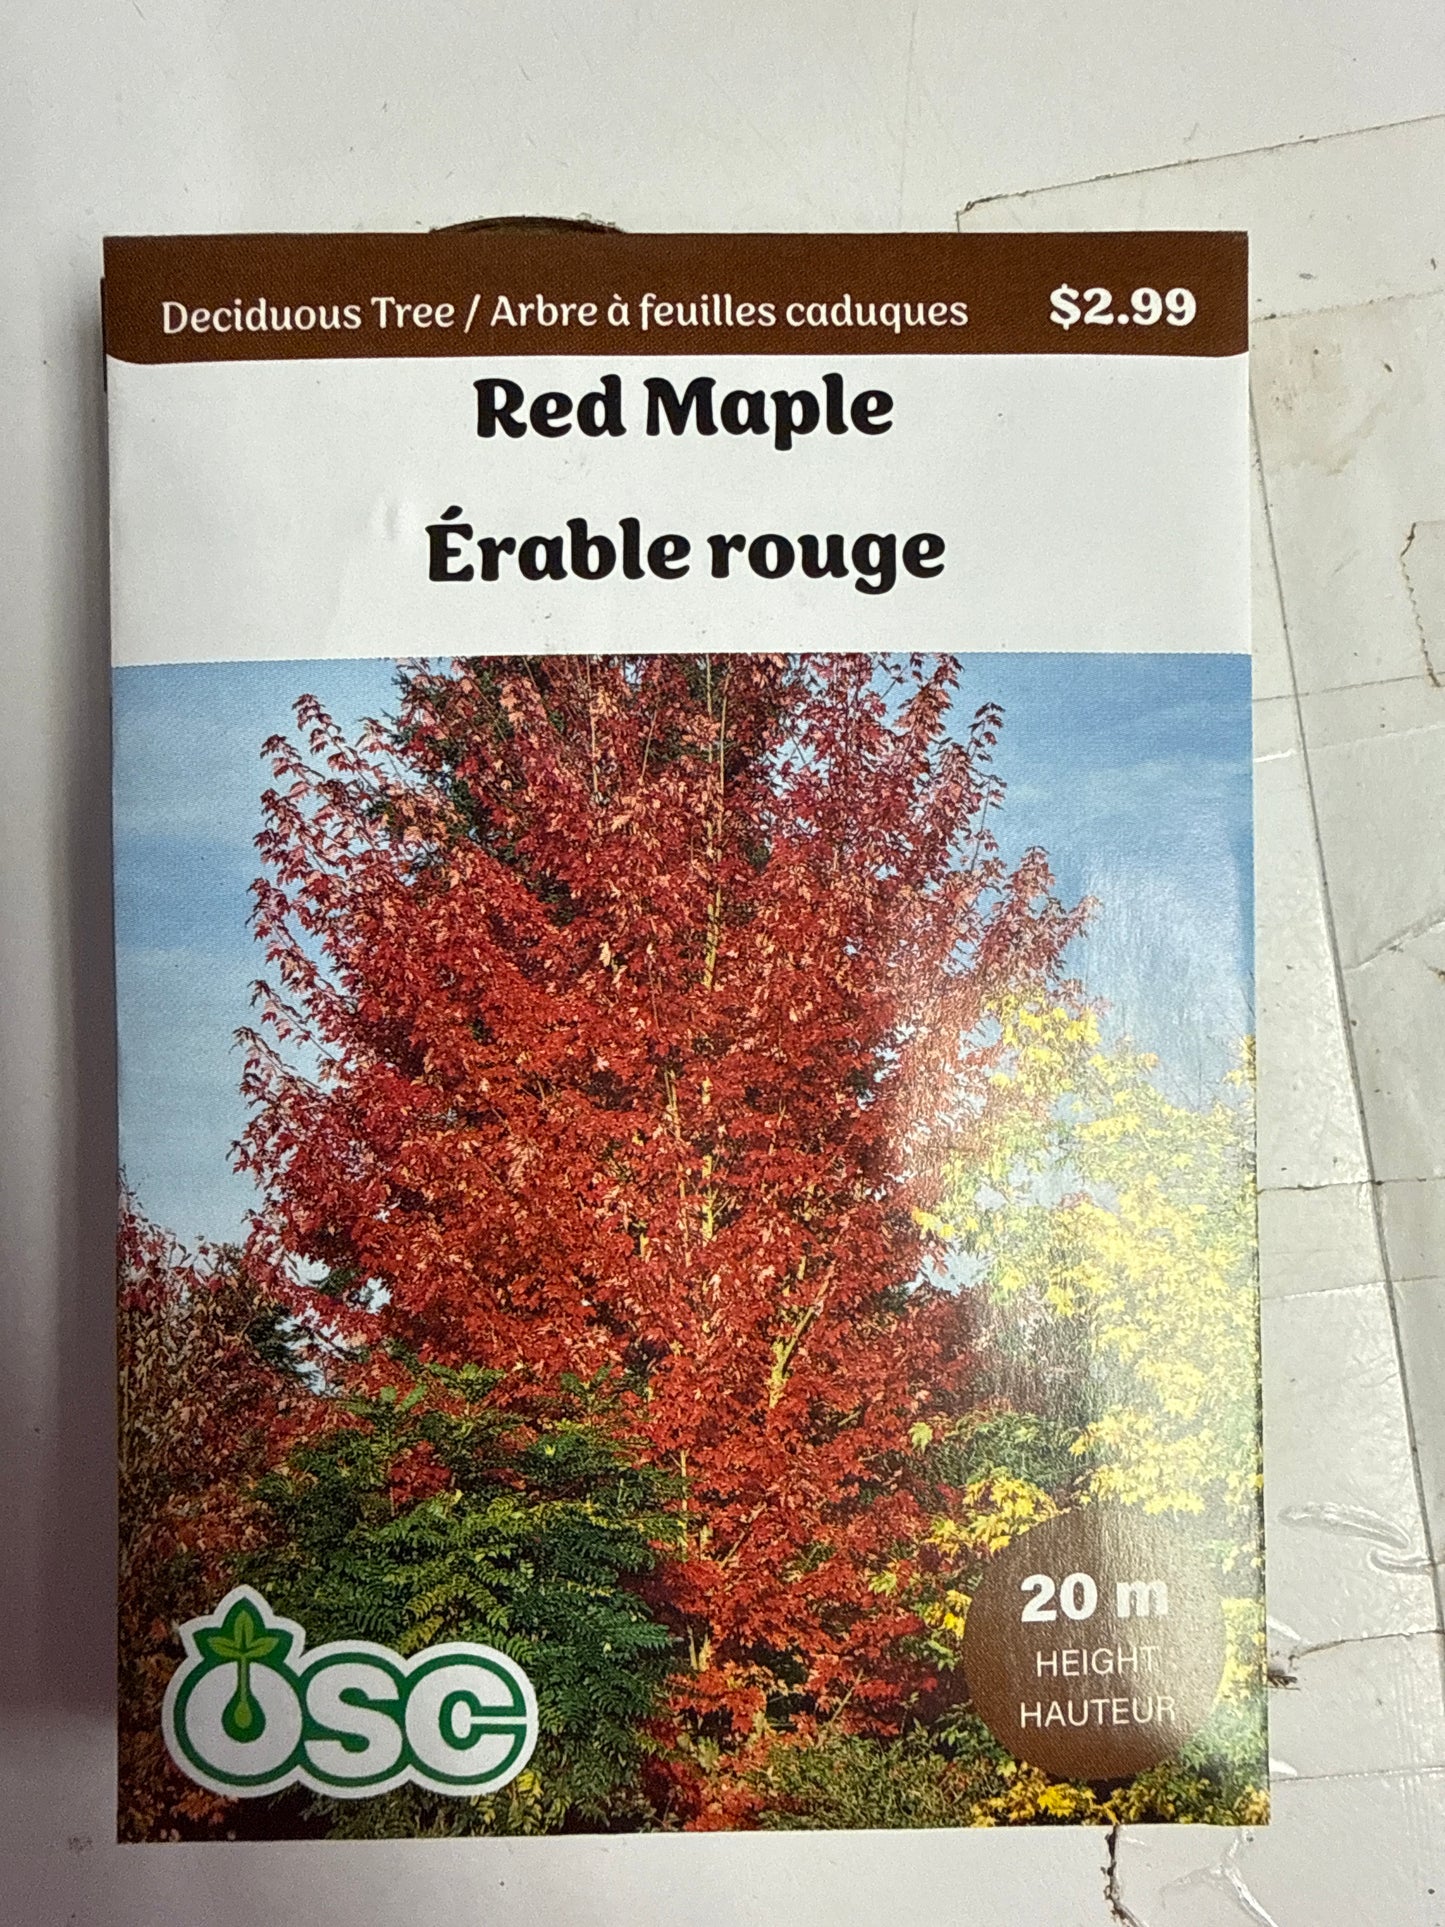 Deciduous Tree / Arbre à feuilles caduques $2.99
Red Maple
Érable rouge
20 m
HEIGHT
HAUTEUR
OSC